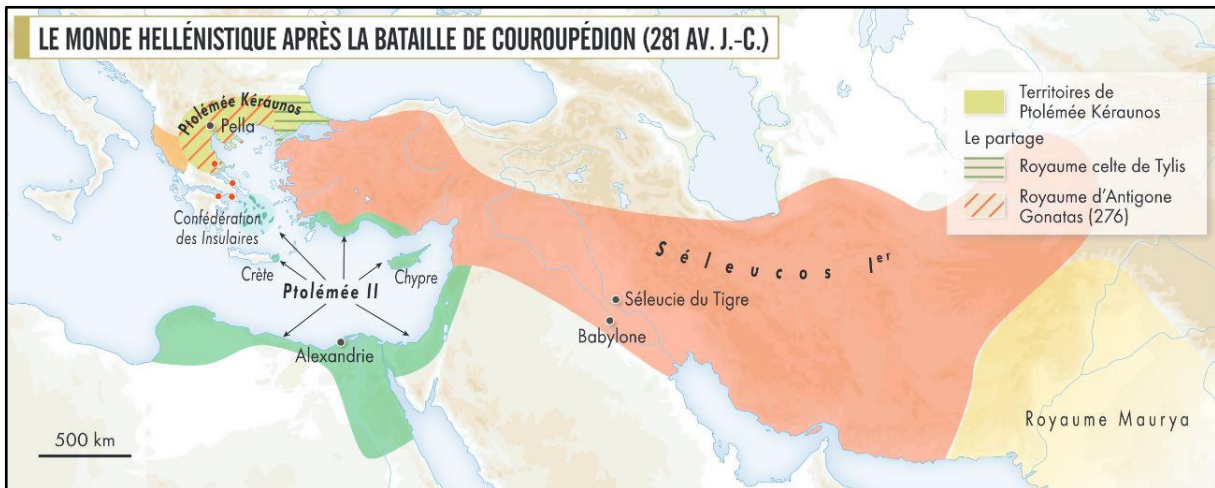 LE MONDE HELLÉNISTIQUE APRÈS LA BATAILLE DE COUROUPÉDION (281 AV. J.-C.)
Territoires de
Ptolémée Kéraunos
Le partage
Royaume celte de Tylis
Royaume d'Antigone
Gonatas (276)
Ptolémée Kéraunos
Pella
Confédération
des Insulaires
Crète
Chypre
Ptolémée II
Alexandrie
Séleucos Ier
Séleucie du Tigre
Babylone
Royaume Maurya
500 km